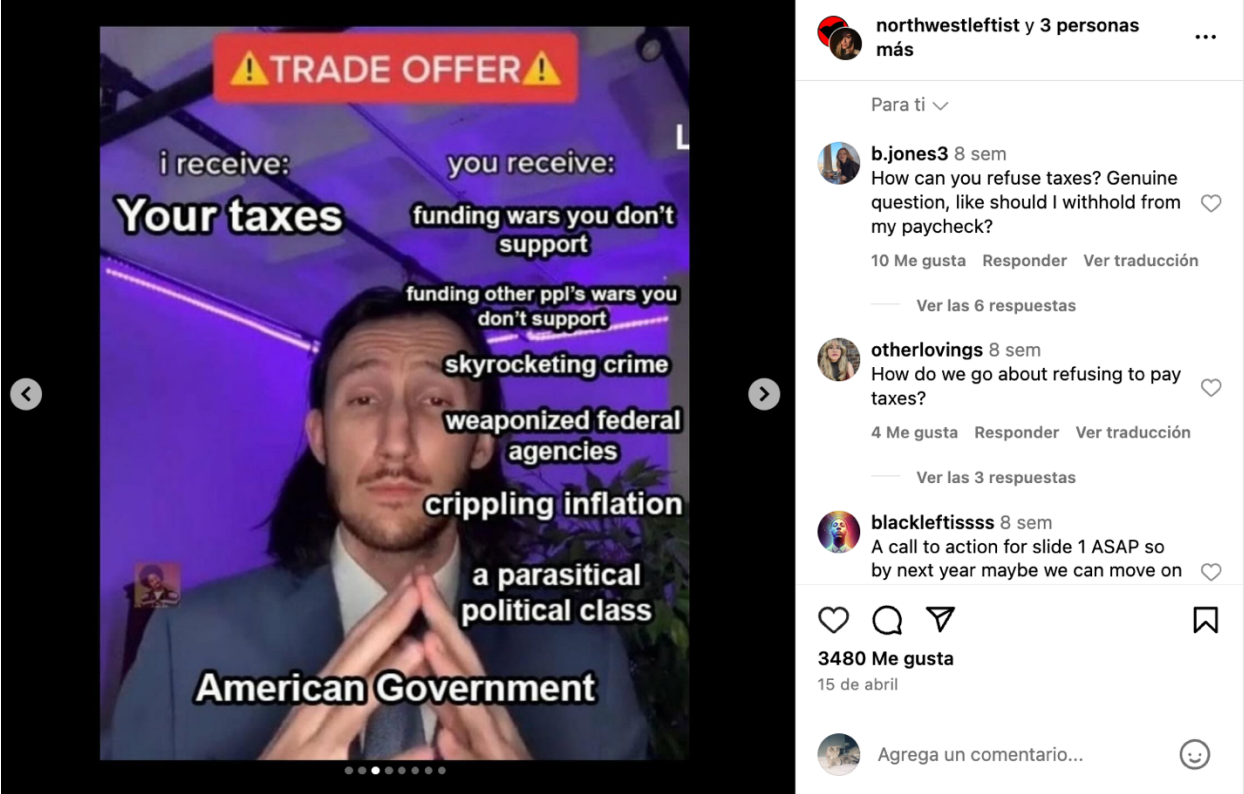 ⚠TRADE OFFER⚠
L
i receive:
you receive:
Your taxes
funding wars you don't
support
funding other ppl's wars you
don't support
skyrocketing crime
weaponized federal
agencies
crippling inflation
a parasitical
political class
American Government
northwestleftist y 3 personas
más
Para ti
b.jones3 8 sem
How can you refuse taxes? Genuine
question, like should I withhold from
my paycheck?
10 Me gusta Responder Ver traducción
Ver las 6 respuestas
otherlovings 8 sem
How do we go about refusing to pay
taxes?
4 Me gusta Responder Ver traducción
Ver las 3 respuestas
blackleftissss 8 sem
A call to action for slide 1 ASAP so
by next year maybe we can move on
3480 Me gusta
15 de abril
Agrega un comentario...